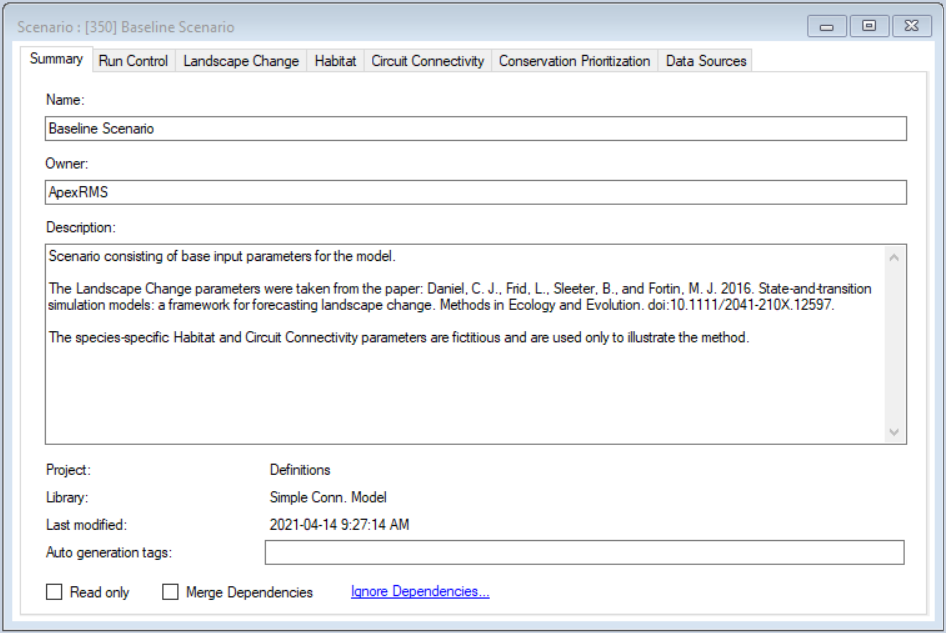 Scenario : [350] Baseline Scenario
Summary Run Control Landscape Change Habitat Circuit Connectivity Conservation Prioritization Data Sources
Name:
Baseline Scenario
Owner:
ApexRMS
Description:
Scenario consisting of base input parameters for the model.
The Landscape Change parameters were taken from the paper: Daniel, C. J., Frid, L., Sleeter, B., and Fortin, M. J. 2016. State-and-transition
simulation models: a framework for forecasting landscape change. Methods in Ecology and Evolution. doi:10.1111/2041-210X.12597.
The species-specific Habitat and Circuit Connectivity parameters are fictitious and are used only to illustrate the method.
Project: Definitions
Library: Simple Conn. Model
Last modified: 2021-04-14 9:27:14 AM
Auto generation tags:
Read only Merge Dependencies Ignore Dependencies...